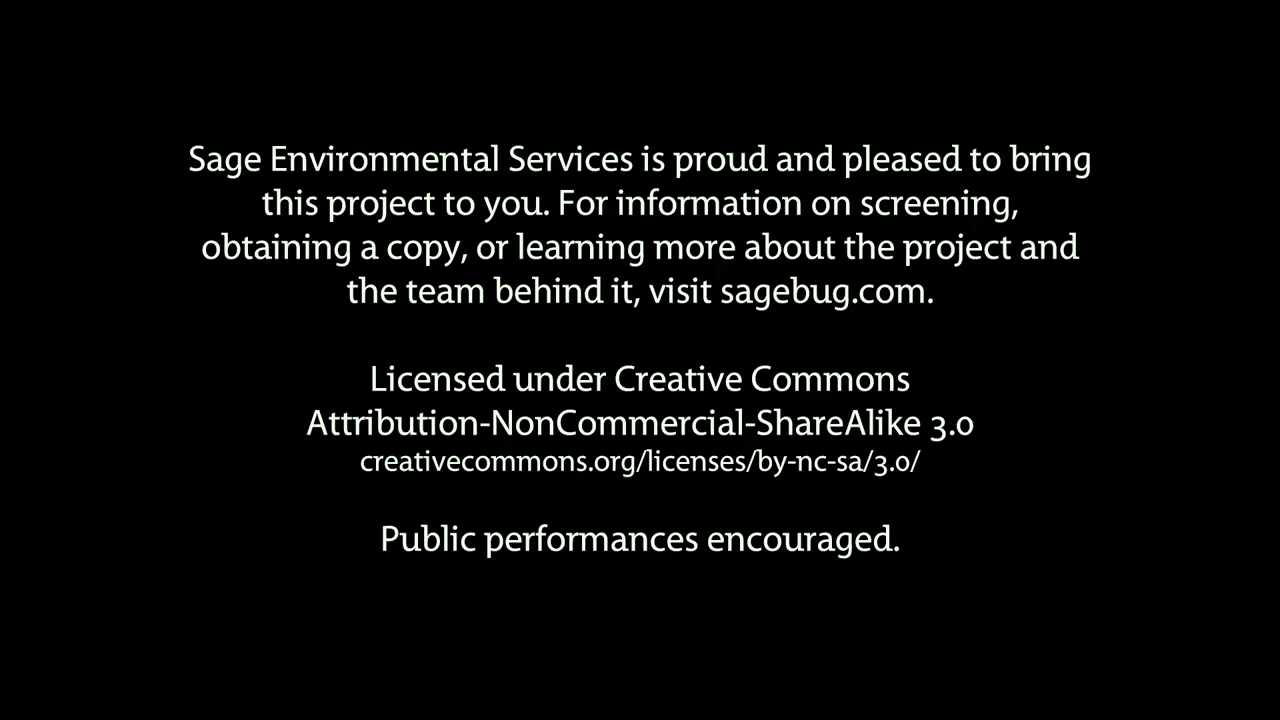 Sage Environmental Services is proud and pleased to bring
this project to you. For information on screening,
obtaining a copy, or learning more about the project and
the team behind it, visit sagebug.com.
Licensed under Creative Commons
Attribution-NonCommercial-ShareAlike 3.0
creativecommons.org/licenses/by-nc-sa/3.0/
Public performances encouraged.